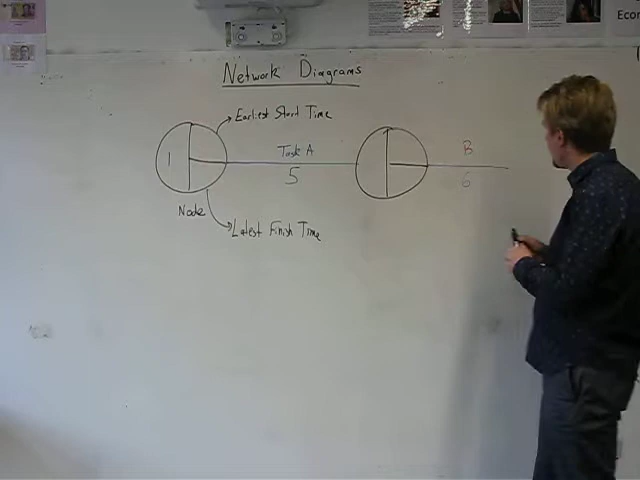 Network Diagrams
Earliest Start Time
1
Task A
5
B
6
Node
Latest Finish Time
Econ